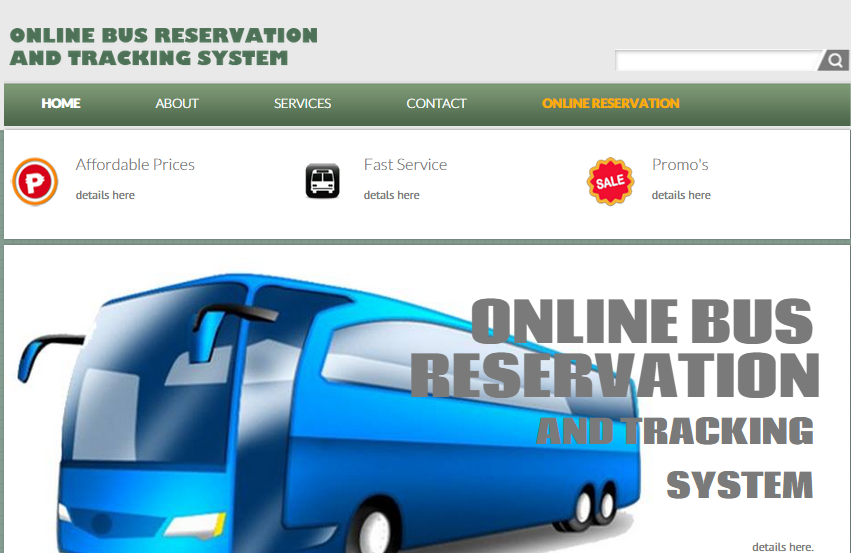 ONLINE BUS RESERVATION
AND TRACKING SYSTEM
HOME ABOUT SERVICES CONTACT ONLINE RESERVATION
P
Affordable Prices
details here
Fast Service
detals here
SALE
Promo's
details here
ONLINE BUS
RESERVATION
AND TRACKING
SYSTEM
details here.